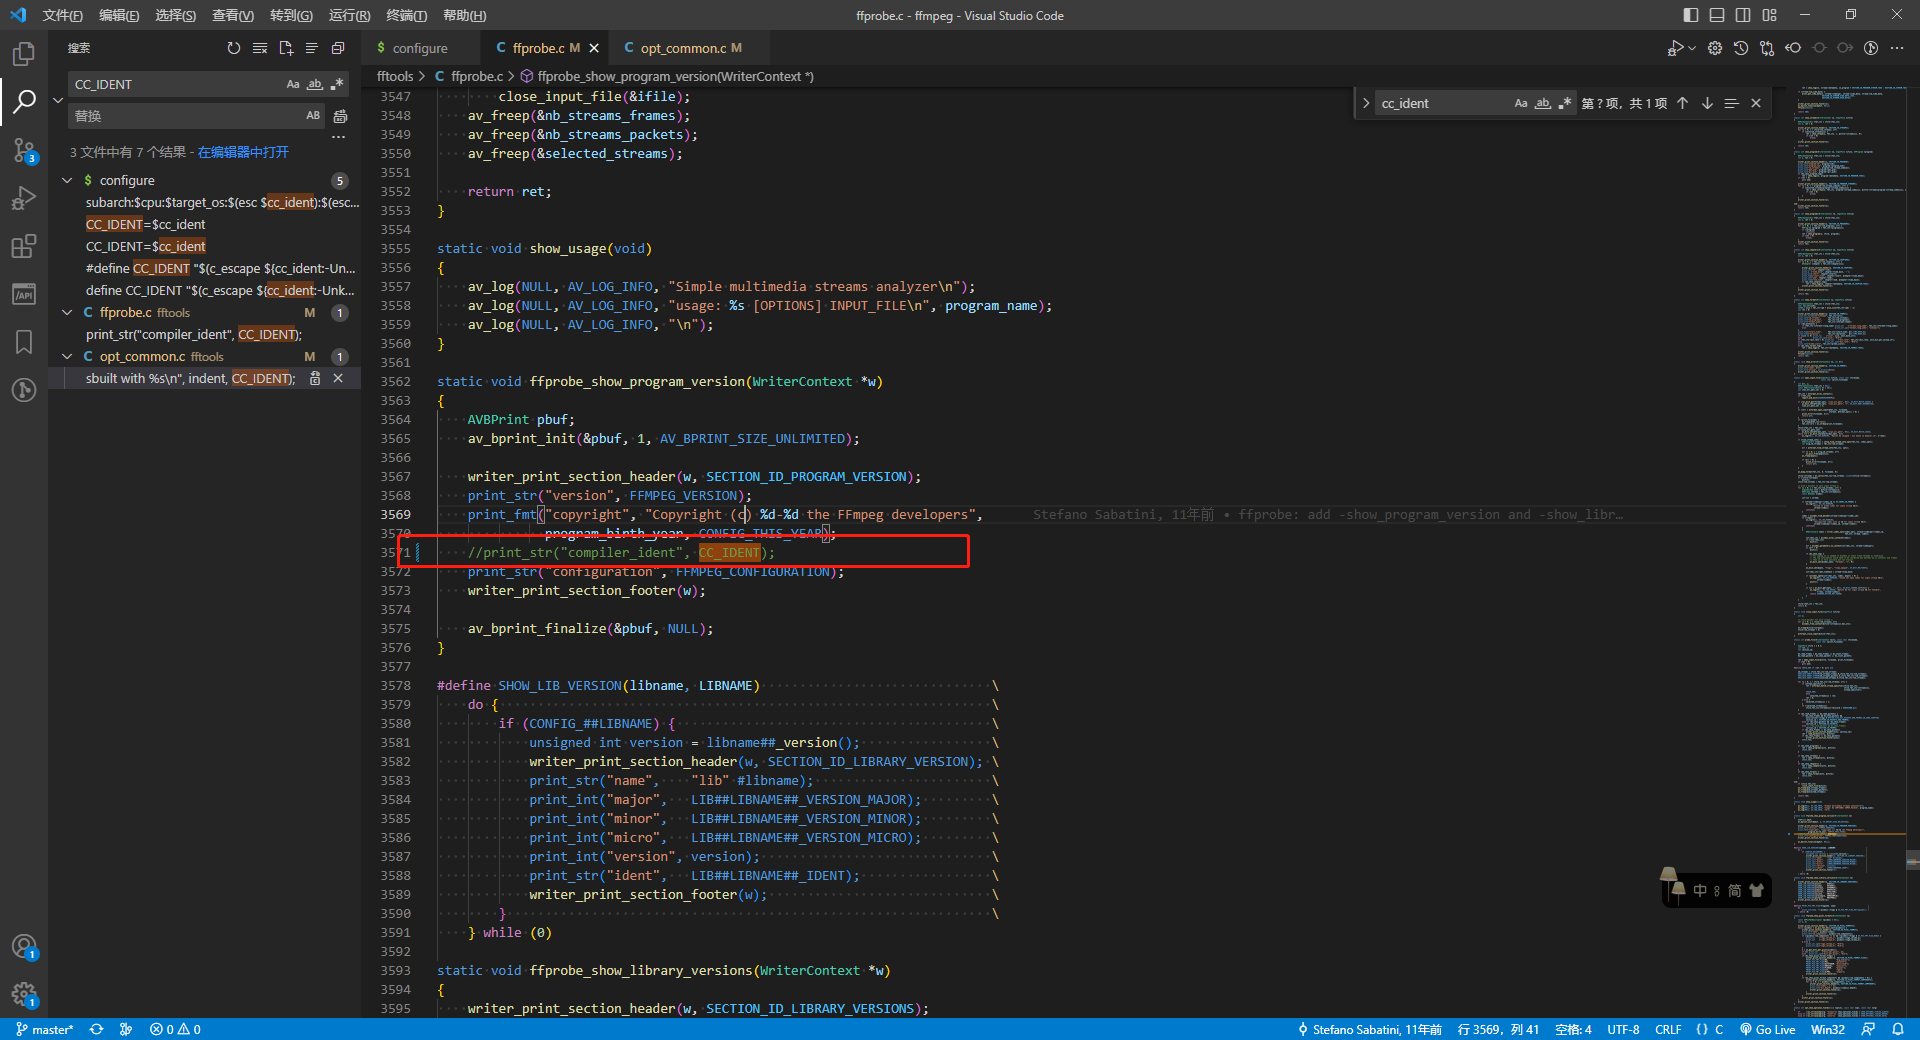 文件(F) 编辑(E) 选择(S) 查看(V) 转到(G) 运行(R) 终端(T) 帮助(H)
ffprobe.c - ffmpeg - Visual Studio Code
搜索
CC_IDENT
Aa ab .*
替换
AB
3 文件中有 7 个结果 - 在编辑器中打开
$ configure 5
subarch:$cpu:$target_os:$(esc $cc_ident):$(esc...
CC_IDENT=$cc_ident
CC_IDENT=$cc_ident
#define CC_IDENT "$(c_escape ${cc_ident:-Un...
define CC_IDENT "$(c_escape ${cc_ident:-Unk...
C ffprobe.c fftools M 1
print_str("compiler_ident", CC_IDENT);
C opt_common.c fftools M 1
sbuilt with %s\n", indent, CC_IDENT);
3
/API
1
1
$ configure
C ffprobe.c M
C opt_common.c M
fftools > C ffprobe.c > ffprobe_show_program_version(WriterContext *)
cc_ident
Aa ab .*
第 ? 项，共 1 项
3547 close_input_file(&ifile);
3548 av_freep(&nb_streams_frames);
3549 av_freep(&nb_streams_packets);
3550 av_freep(&selected_streams);
3551
3552 return ret;
3553 }
3554
3555 static void show_usage(void)
3556 {
3557 av_log(NULL, AV_LOG_INFO, "Simple multimedia streams analyzer\n");
3558 av_log(NULL, AV_LOG_INFO, "usage: %s [OPTIONS] INPUT_FILE\n", program_name);
3559 av_log(NULL, AV_LOG_INFO, "\n");
3560 }
3561
3562 static void ffprobe_show_program_version(WriterContext *w)
3563 {
3564 AVBPrint pbuf;
3565 av_bprint_init(&pbuf, 1, AV_BPRINT_SIZE_UNLIMITED);
3566
3567 writer_print_section_header(w, SECTION_ID_PROGRAM_VERSION);
3568 print_str("version", FFMPEG_VERSION);
3569 print_fmt("copyright", "Copyright (c) %d-%d the FFmpeg developers", Stefano Sabatini, 11年前 • ffprobe: add -show_program_version and -show_libr...
3570 program_birth_year, CONFIG_THIS_YEAR);
3571 //print_str("compiler_ident", CC_IDENT);
3572 print_str("configuration", FFMPEG_CONFIGURATION);
3573 writer_print_section_footer(w);
3574
3575 av_bprint_finalize(&pbuf, NULL);
3576 }
3577
3578 #define SHOW_LIB_VERSION(libname, LIBNAME) \
3579 do { \
3580 if (CONFIG_##LIBNAME) { \
3581 unsigned int version = libname##_version(); \
3582 writer_print_section_header(w, SECTION_ID_LIBRARY_VERSION); \
3583 print_str("name", "lib" #libname); \
3584 print_int("major", LIB##LIBNAME##_VERSION_MAJOR); \
3585 print_int("minor", LIB##LIBNAME##_VERSION_MINOR); \
3586 print_int("micro", LIB##LIBNAME##_VERSION_MICRO); \
3587 print_int("version", version); \
3588 print_str("ident", LIB##LIBNAME##_IDENT); \
3589 writer_print_section_footer(w); \
3590 } \
3591 } while (0)
3592
3593 static void ffprobe_show_library_versions(WriterContext *w)
3594 {
3595 writer_print_section_header(w, SECTION_ID_LIBRARY_VERSIONS);
中 简
master* 0 0
Stefano Sabatini, 11年前 行 3569，列 41 空格: 4 UTF-8 CRLF {} C Go Live Win32